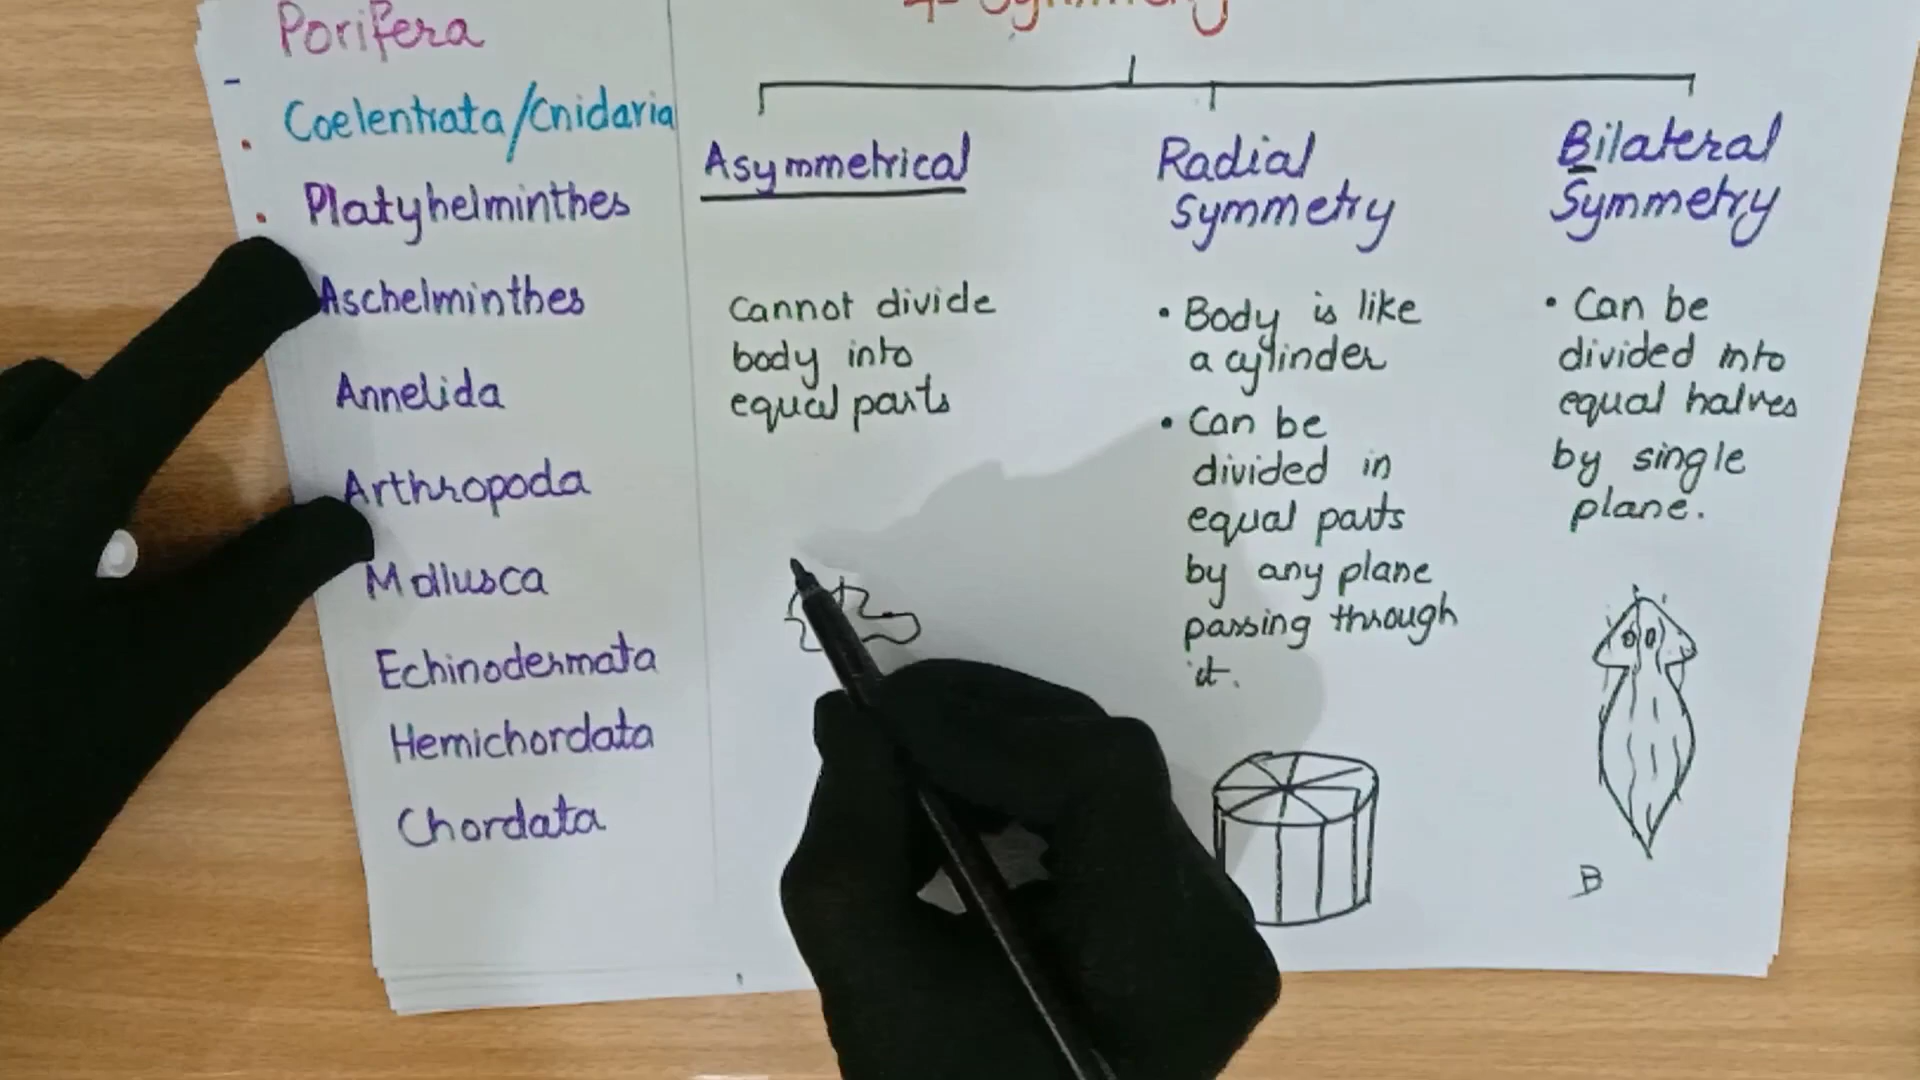 Porifera
Coelentrata/Cnidaria
Platyhelminthes
Aschelminthes
Annelida
Arthropoda
Mollusca
Echinodermata
Hemichordata
Chordata
Symmetry
Asymmetrical
Cannot divide
body into
equal parts
Radial
Symmetry
• Body is like
a cylinder
• Can be
divided in
equal parts
by any plane
passing through
it.
Bilateral
Symmetry
• Can be
divided into
equal halves
by single
plane.
B